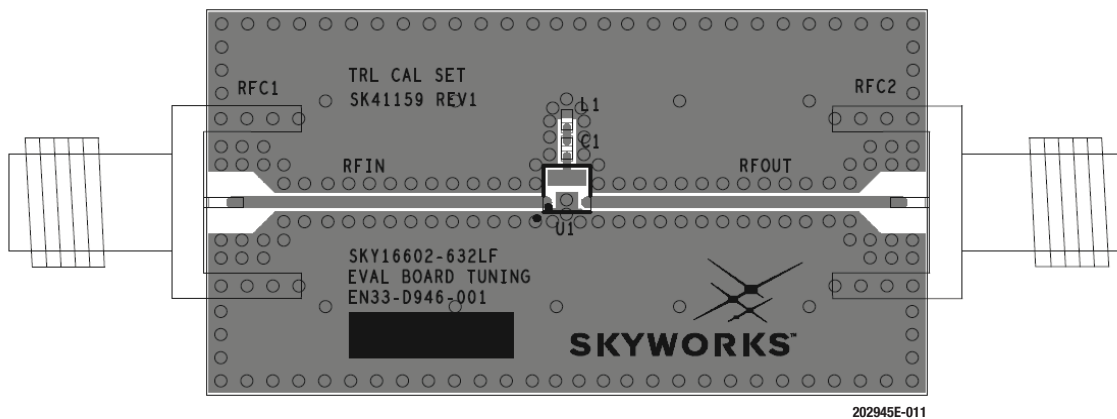 TRL CAL SET
SK41159 REV1
RFC1
RFC2
L1
C1
RFIN
RFOUT
U1
SKY16602-632LF
EVAL BOARD TUNING
EN33-D946-001
SKYWORKS™
202945E-011